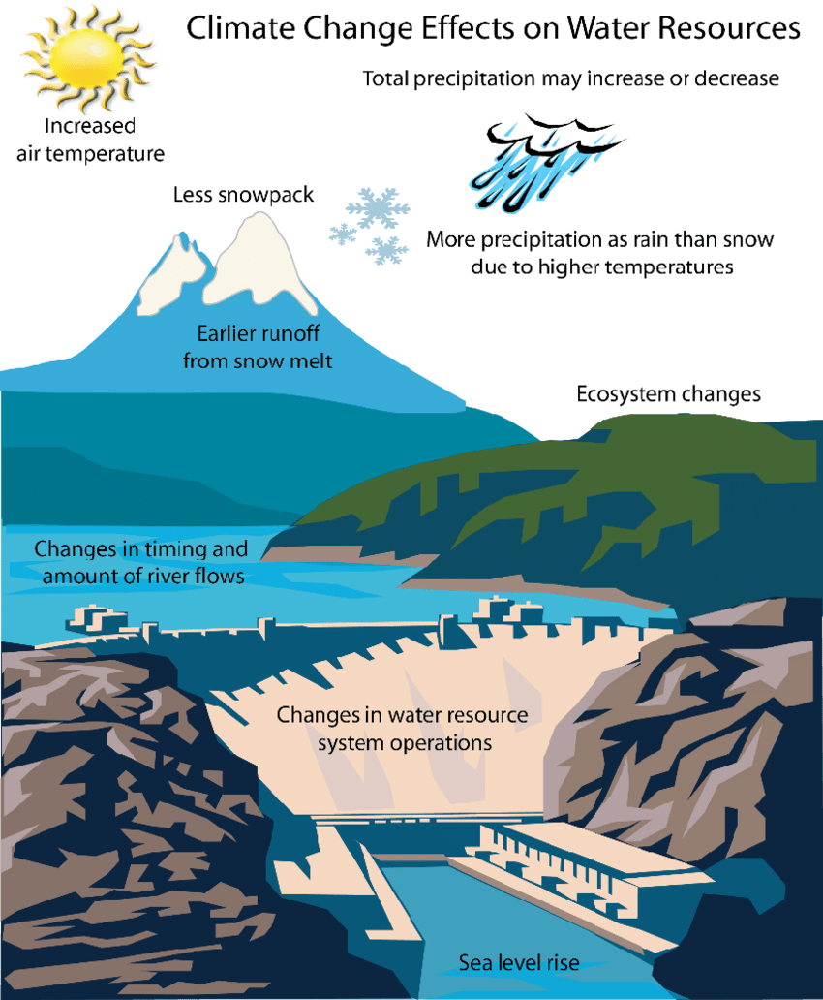 Climate Change Effects on Water Resources
Total precipitation may increase or decrease
Increased
air temperature
Less snowpack
More precipitation as rain than snow
due to higher temperatures
Earlier runoff
from snow melt
Ecosystem changes
Changes in timing and
amount of river flows
Changes in water resource
system operations
Sea level rise